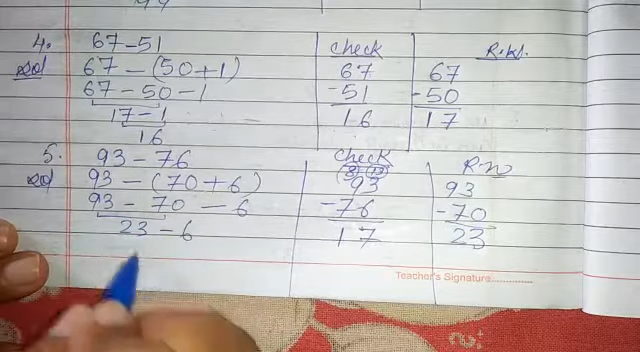 4. 67-51
Sol 67 - (50+1)
67 - 50 - 1
17 - 1
16
check
67
-51
16
R.W.
67
-50
17
5. 93 - 76
Sol 93 - (70+6)
93 - 70 - 6
23 - 6
check
93
-76
17
93
-70
23
Teacher's Signature..............